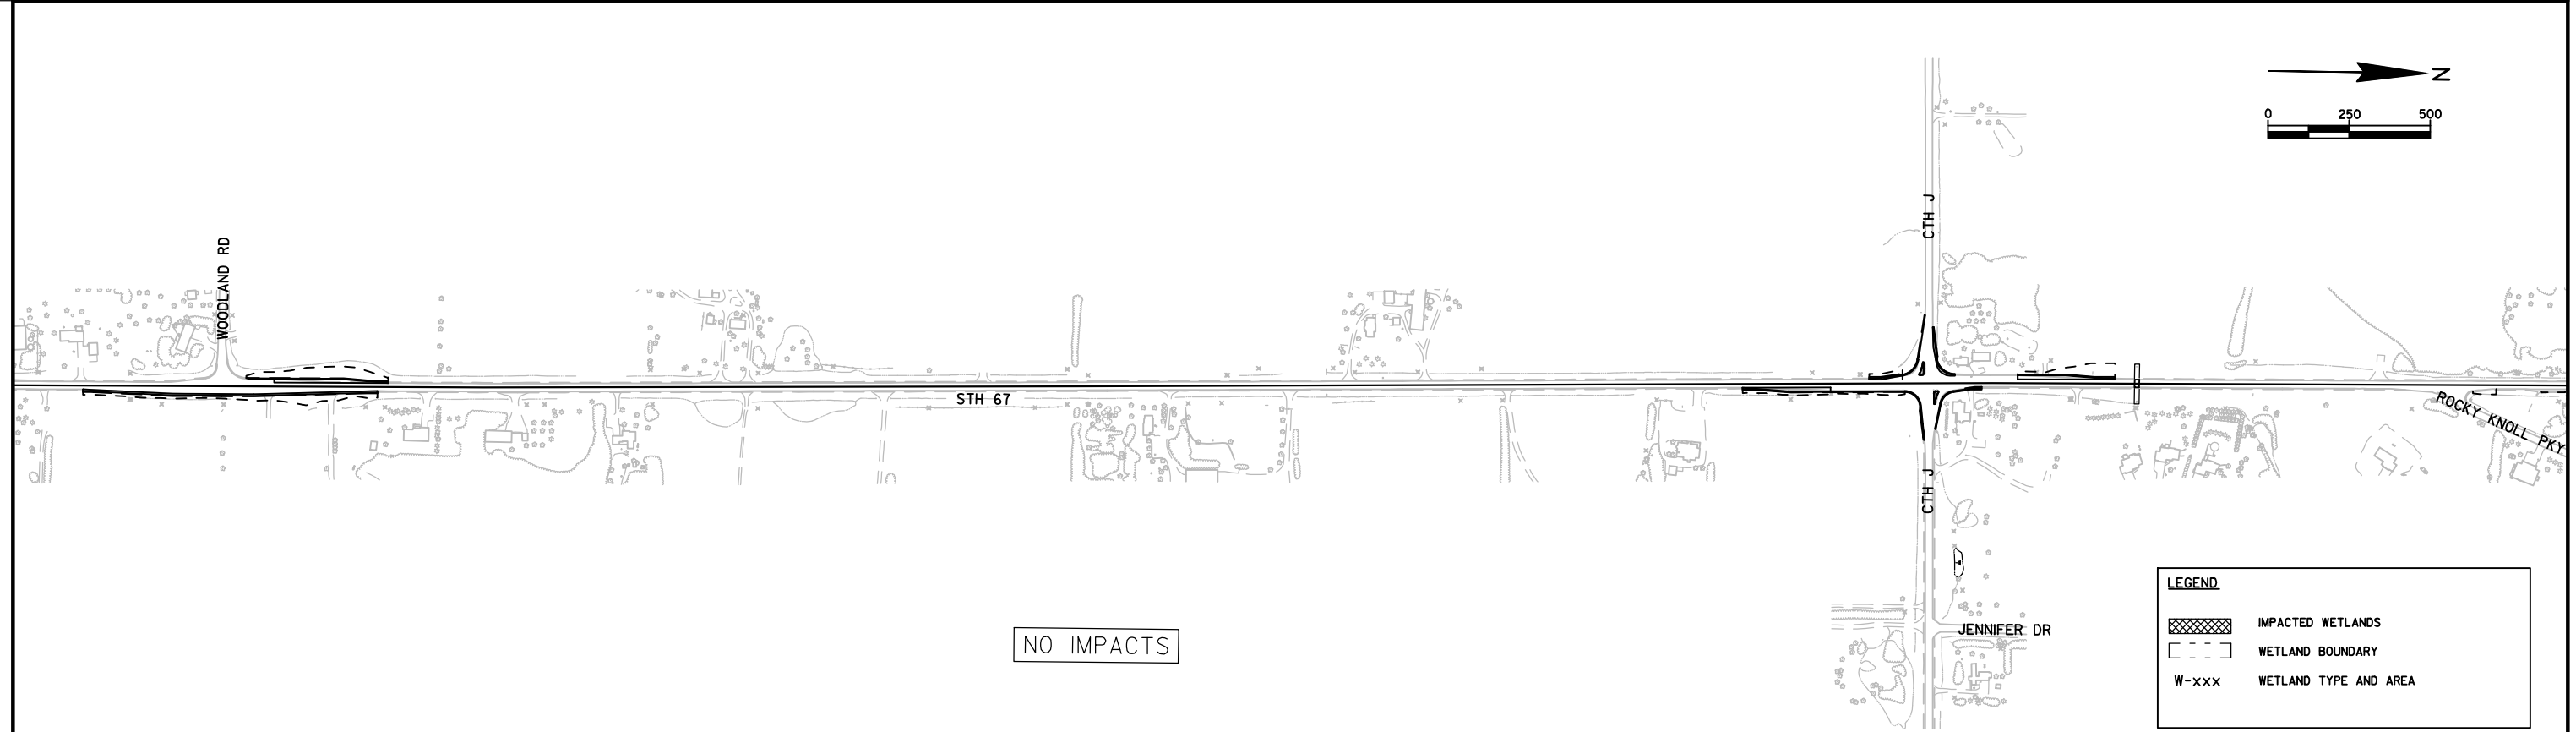 N
0 250 500
WOODLAND RD
CTH J
STH 67
ROCKY KNOLL PKY
CTH J
JENNIFER DR
NO IMPACTS
LEGEND
IMPACTED WETLANDS
WETLAND BOUNDARY
W-xxx WETLAND TYPE AND AREA